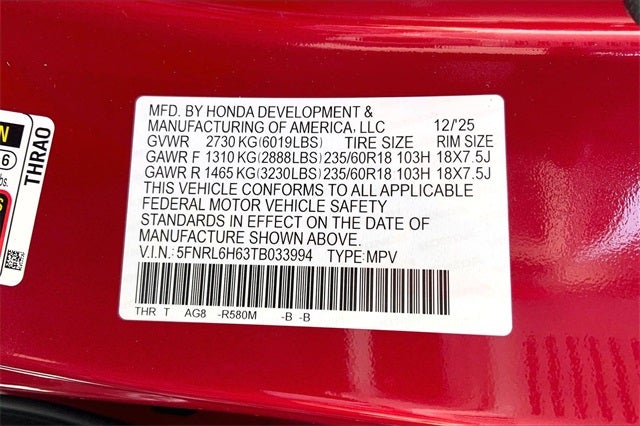 MFD. BY HONDA DEVELOPMENT &
MANUFACTURING OF AMERICA, LLC 12/'25
GVWR 2730 KG(6019LBS) TIRE SIZE RIM SIZE
GAWR F 1310 KG(2888LBS) 235/60R18 103H 18X7.5J
GAWR R 1465 KG(3230LBS) 235/60R18 103H 18X7.5J
THIS VEHICLE CONFORMS TO ALL APPLICABLE
FEDERAL MOTOR VEHICLE SAFETY
STANDARDS IN EFFECT ON THE DATE OF
MANUFACTURE SHOWN ABOVE.
V.I.N.: 5FNRL6H63TB033994 TYPE:MPV
THR T AG8 -R580M -B -B
THRA0
N
6
bs.
S